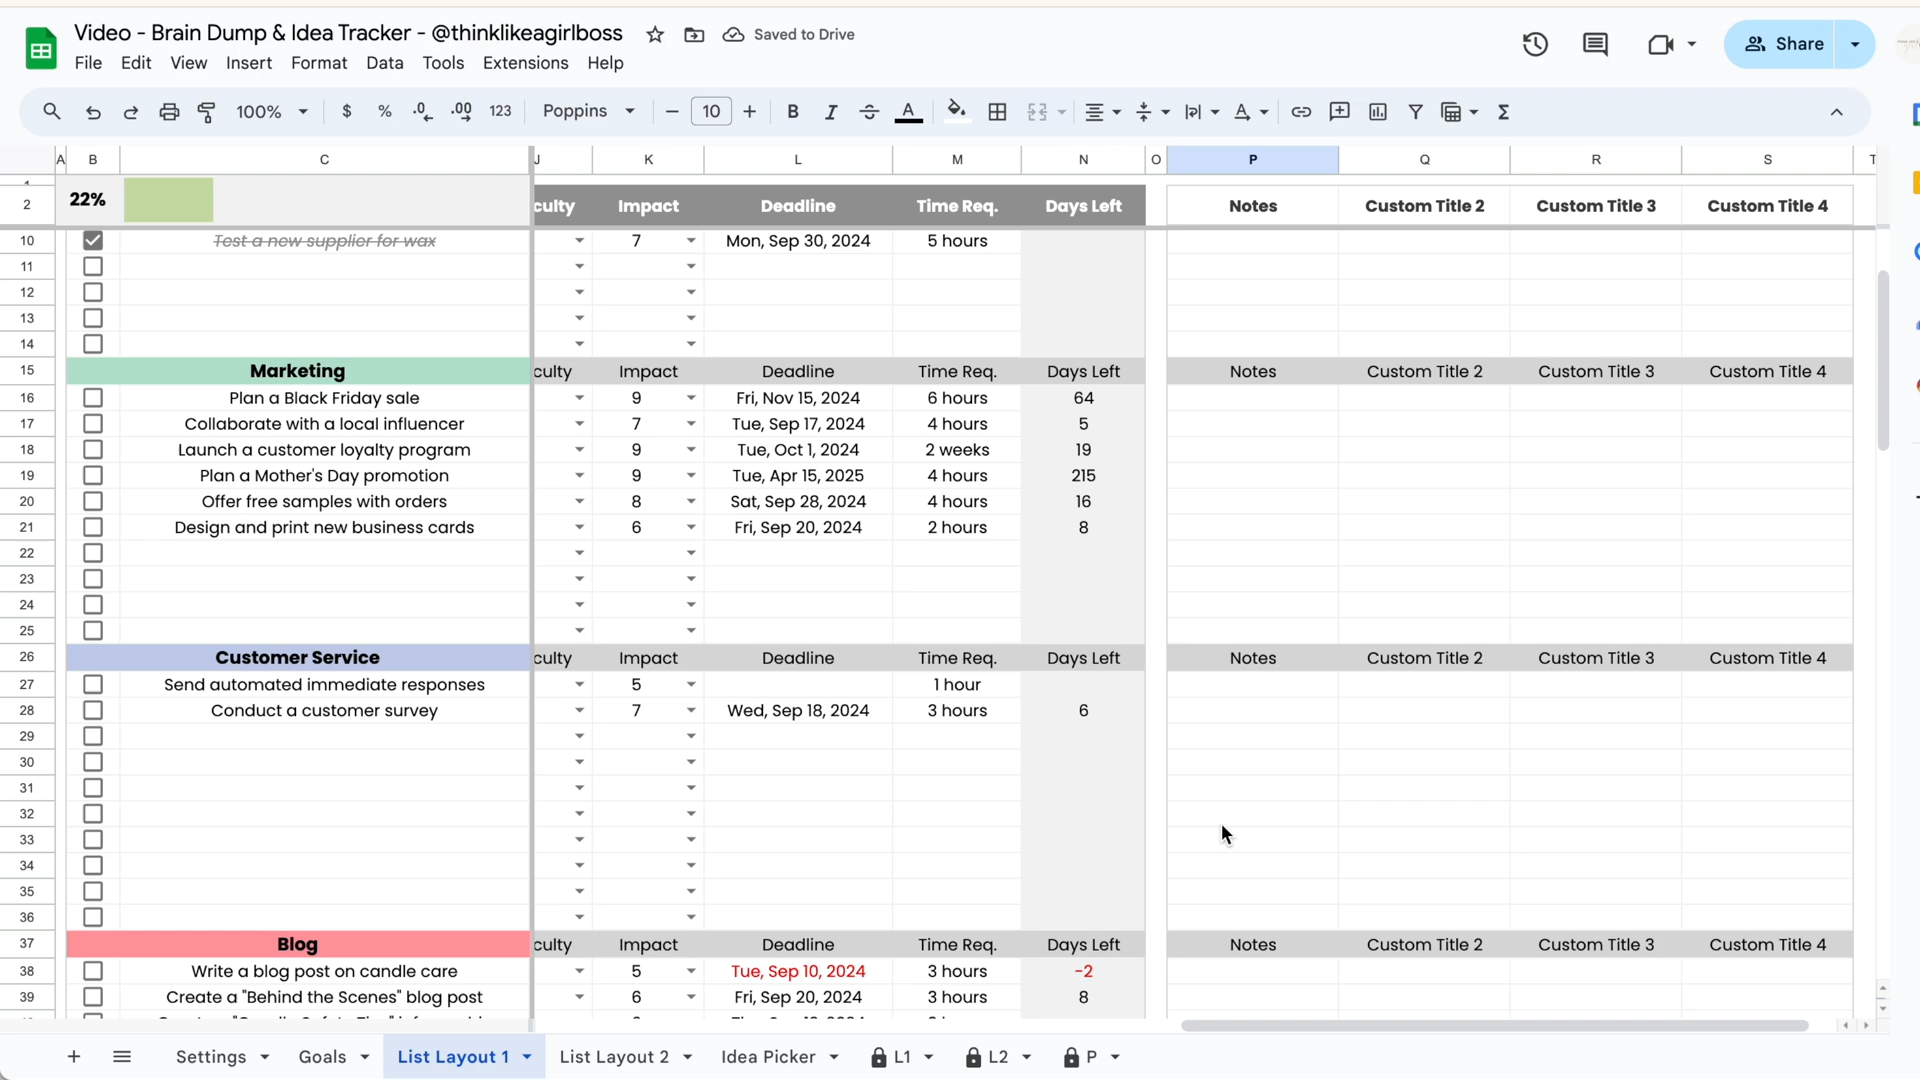 Video - Brain Dump & Idea Tracker - @thinklikeagirlboss Saved to Drive
File Edit View Insert Format Data Tools Extensions Help
Share
100% $ % .0 .00 123 Poppins 10 B I A
A B C J K L M N O P Q R S
22%
2 culty Impact Deadline Time Req. Days Left Notes Custom Title 2 Custom Title 3 Custom Title 4
10 Test a new supplier for wax 7 Mon, Sep 30, 2024 5 hours
11
12
13
14
15 Marketing culty Impact Deadline Time Req. Days Left Notes Custom Title 2 Custom Title 3 Custom Title 4
16 Plan a Black Friday sale 9 Fri, Nov 15, 2024 6 hours 64
17 Collaborate with a local influencer 7 Tue, Sep 17, 2024 4 hours 5
18 Launch a customer loyalty program 9 Tue, Oct 1, 2024 2 weeks 19
19 Plan a Mother's Day promotion 9 Tue, Apr 15, 2025 4 hours 215
20 Offer free samples with orders 8 Sat, Sep 28, 2024 4 hours 16
21 Design and print new business cards 6 Fri, Sep 20, 2024 2 hours 8
22
23
24
25
26 Customer Service culty Impact Deadline Time Req. Days Left Notes Custom Title 2 Custom Title 3 Custom Title 4
27 Send automated immediate responses 5 1 hour
28 Conduct a customer survey 7 Wed, Sep 18, 2024 3 hours 6
29
30
31
32
33
34
35
36
37 Blog culty Impact Deadline Time Req. Days Left Notes Custom Title 2 Custom Title 3 Custom Title 4
38 Write a blog post on candle care 5 Tue, Sep 10, 2024 3 hours -2
39 Create a "Behind the Scenes" blog post 6 Fri, Sep 20, 2024 3 hours 8
Settings Goals List Layout 1 List Layout 2 Idea Picker L1 L2 P